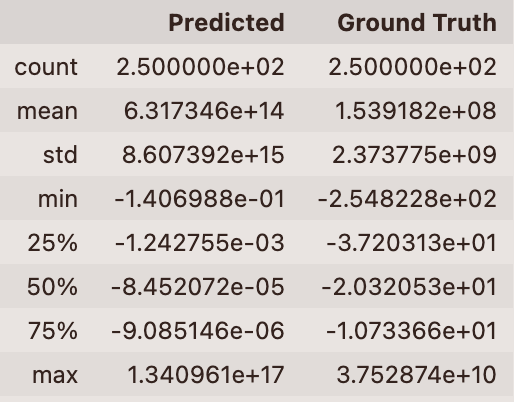 Predicted Ground Truth
count 2.500000e+02 2.500000e+02
mean 6.317346e+14 1.539182e+08
std 8.607392e+15 2.373775e+09
min -1.406988e-01 -2.548228e+02
25% -1.242755e-03 -3.720313e+01
50% -8.452072e-05 -2.032053e+01
75% -9.085146e-06 -1.073366e+01
max 1.340961e+17 3.752874e+10